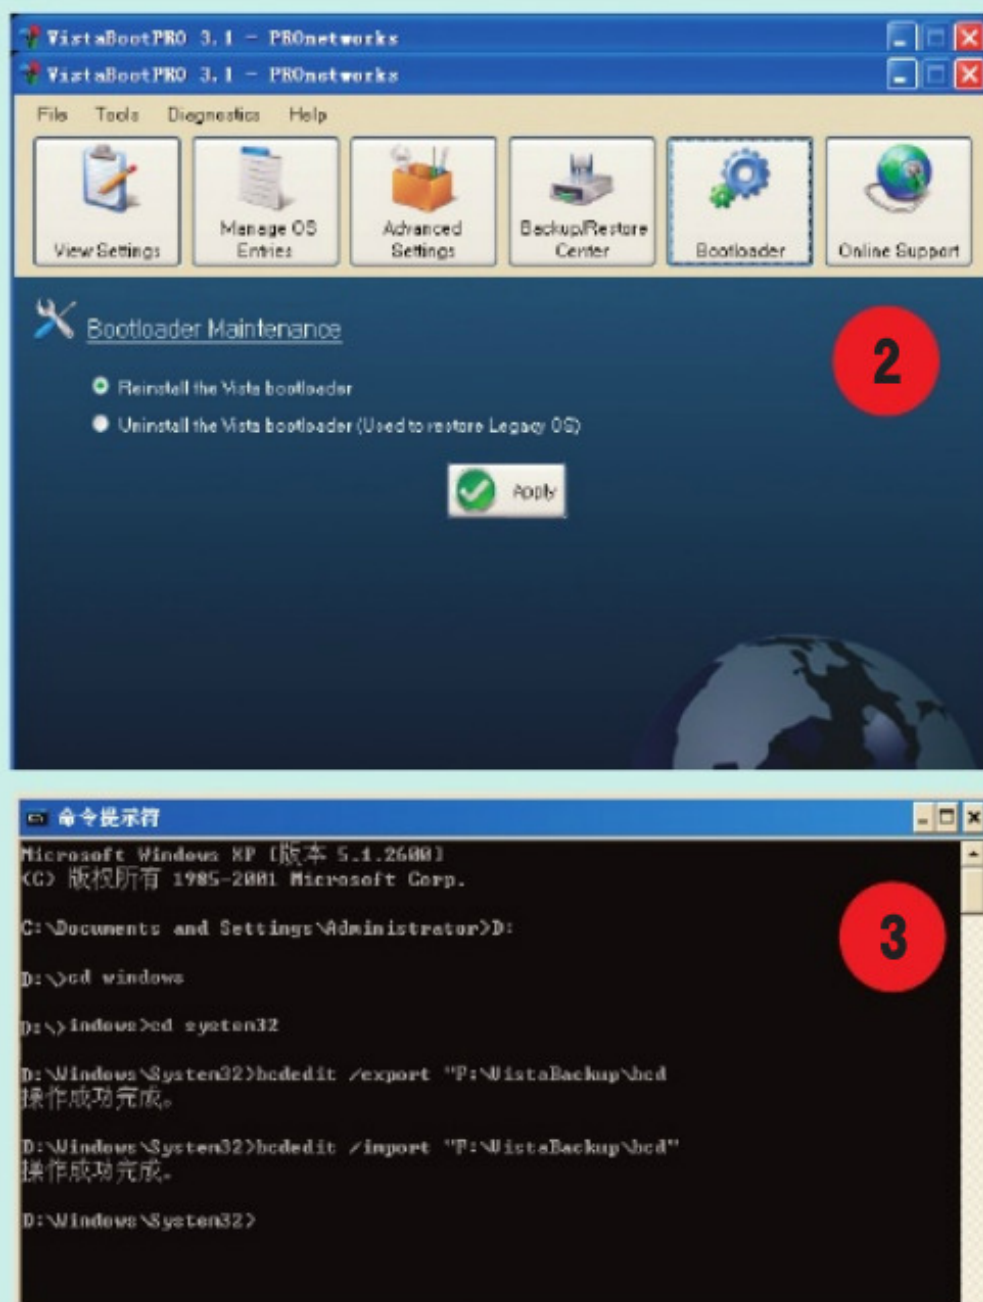 VistaBootPRO 3.1 - PROnetworks
VistaBootPRO 3.1 - PROnetworks
File Tools Diagnostics Help
View Settings
Manage OS
Entries
Advanced
Settings
Backup/Restore
Center
Bootloader
Online Support
Bootloader Maintenance
2
Reinstall the Vista bootloader
Uninstall the Vista bootloader (Used to restore Legacy OS)
Apply
命令提示符
Microsoft Windows XP [版本 5.1.2600]
(C) 版权所有 1985-2001 Microsoft Corp.
3
C:\Documents and Settings\Administrator>D:
D:\>cd windows
D:\>indows>cd system32
D:\Windows\System32>bcdedit /export "F:\VistaBackup\bcd
操作成功完成。
D:\Windows\System32>bcdedit /import "F:\VistaBackup\bcd"
操作成功完成。
D:\Windows\System32>